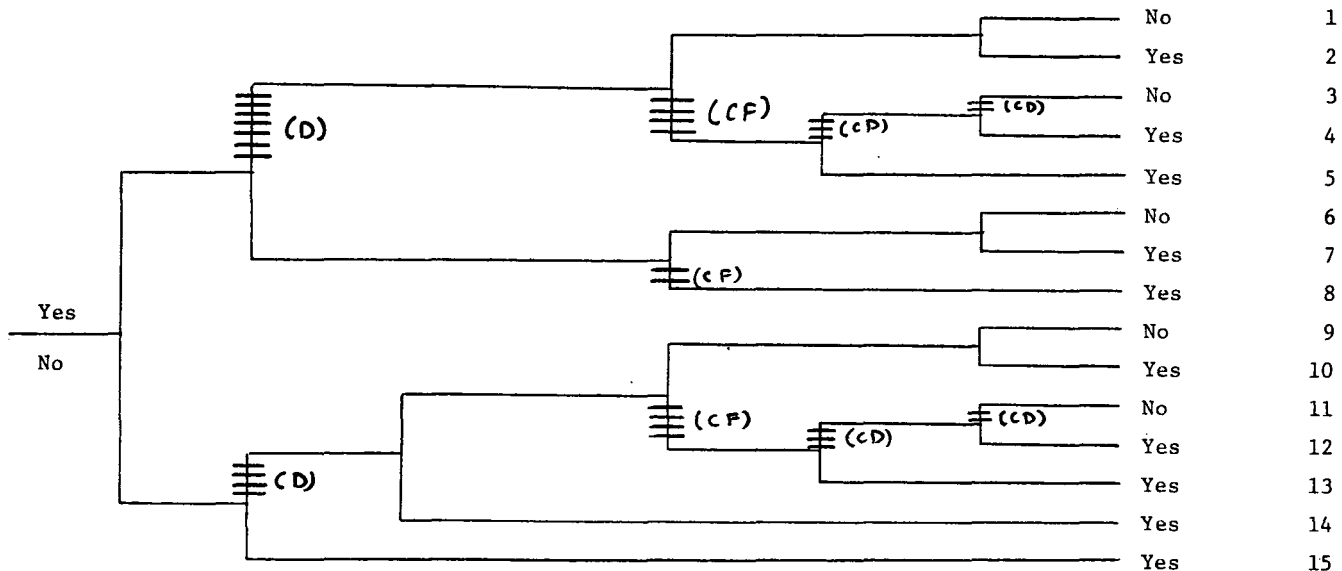 No 1
Yes 2
No 3
(CD)
(D)
(CF)
(CD)
Yes 4
Yes 5
No 6
Yes 7
(CF)
Yes 8
Yes
No 9
No
Yes 10
No 11
(CD)
(CF)
(CD)
Yes 12
(D)
Yes 13
Yes 14
Yes 15